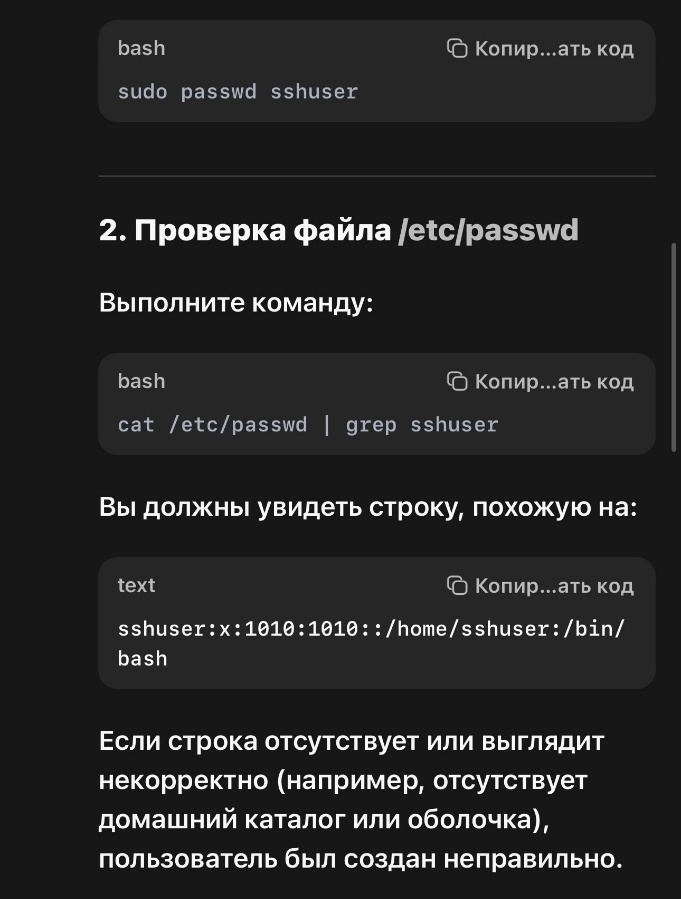 bash
Копир...ать код
sudo passwd sshuser
2. Проверка файла /etc/passwd
Выполните команду:
bash
Копир...ать код
cat /etc/passwd | grep sshuser
Вы должны увидеть строку, похожую на:
text
Копир...ать код
sshuser:x:1010:1010::/home/sshuser:/bin/
bash
Если строка отсутствует или выглядит
некорректно (например, отсутствует
домашний каталог или оболочка),
пользователь был создан неправильно.